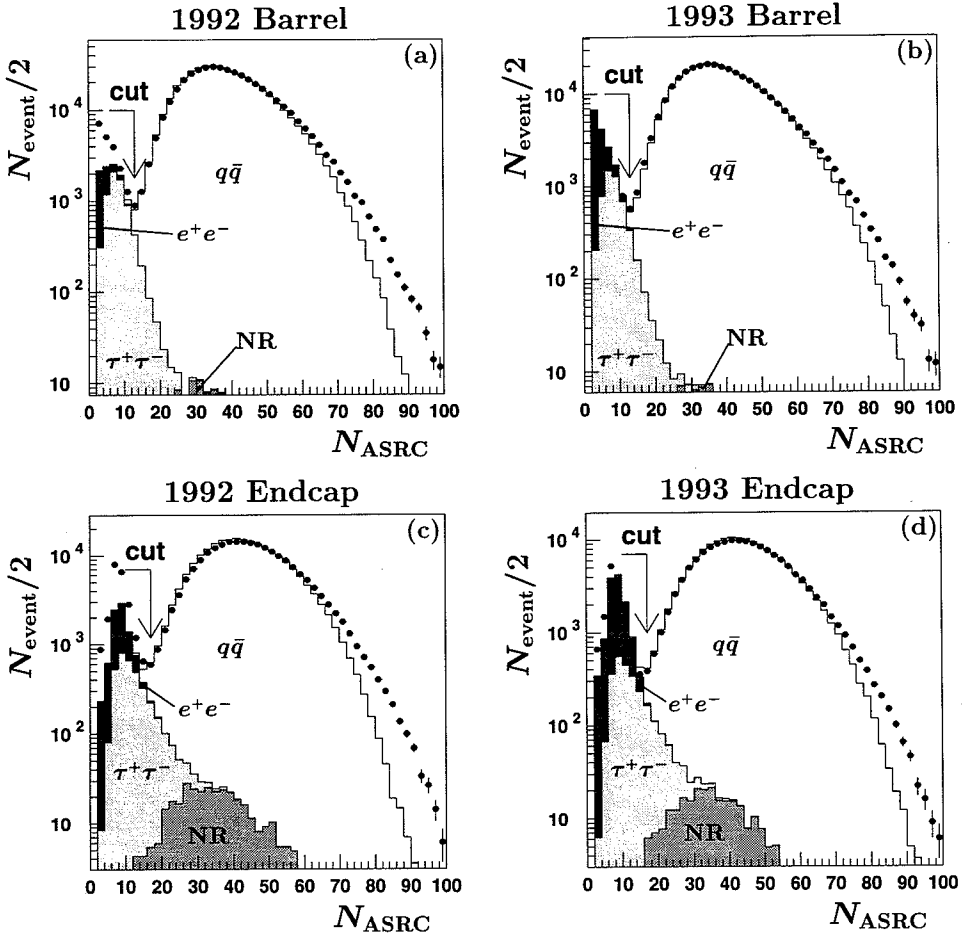 1992 Barrel
(a)
N_event/2
10^4
10^3
10^2
10
cut
qq̄
e⁺e⁻
τ⁺τ⁻
NR
0 10 20 30 40 50 60 70 80 90 100
N_ASRC
1993 Barrel
(b)
N_event/2
10^4
10^3
10^2
10
cut
qq̄
e⁺e⁻
τ⁺τ⁻
NR
0 10 20 30 40 50 60 70 80 90 100
N_ASRC
1992 Endcap
(c)
N_event/2
10^4
10^3
10^2
10
cut
qq̄
e⁺e⁻
τ⁺τ⁻
NR
0 10 20 30 40 50 60 70 80 90 100
N_ASRC
1993 Endcap
(d)
N_event/2
10^4
10^3
10^2
10
cut
qq̄
e⁺e⁻
τ⁺τ⁻
NR
0 10 20 30 40 50 60 70 80 90 100
N_ASRC